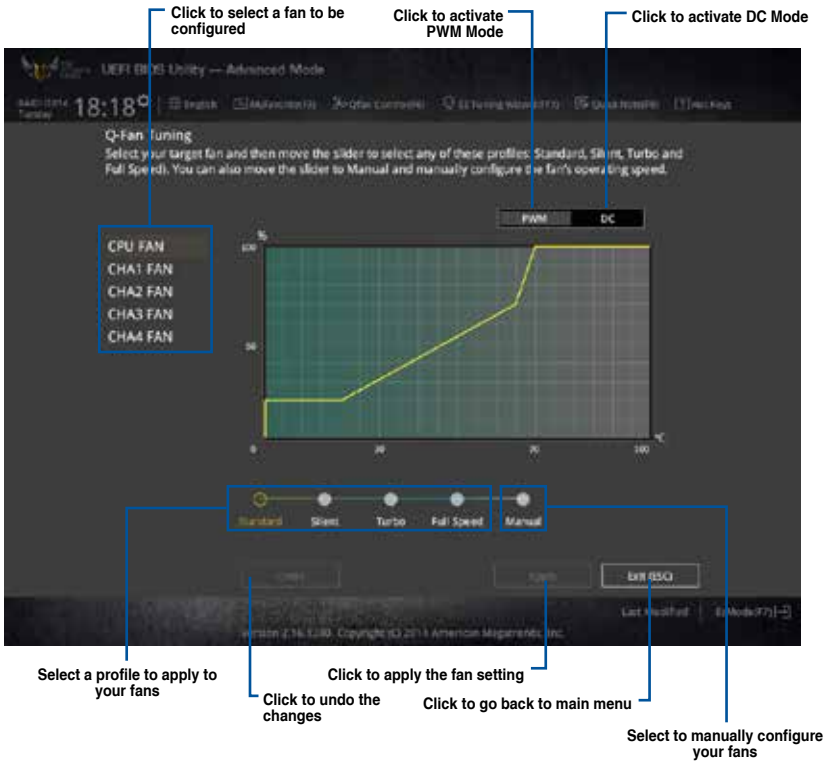 Click to select a fan to be
configured
Click to activate
PWM Mode
Click to activate DC Mode
UEFI BIOS Utility — Advanced Mode
Tuesday
18:18
English
Q-Fan Tuning
Select your target fan and then move the slider to select any of these profiles: Standard, Silent, Turbo and
Full Speed). You can also move the slider to Manual and manually configure the fan's operating speed.
PWM
DC
CPU FAN
CHA1 FAN
CHA2 FAN
CHA3 FAN
CHA4 FAN
%
100
50
0
30
70
100
°C
Standard
Silent
Turbo
Full Speed
Manual
Undo
Apply
Exit (ESC)
Last Modified
EzMode(F7)
American Megatrends, Inc.
Select a profile to apply to
your fans
Click to undo the
changes
Click to apply the fan setting
Click to go back to main menu
Select to manually configure
your fans